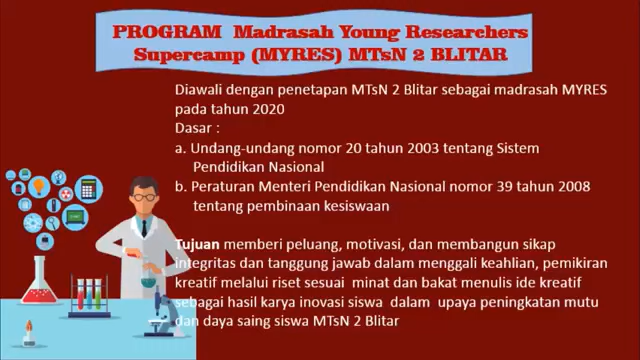 PROGRAM Madrasah Young Researchers
Supercamp (MYRES) MTsN 2 BLITAR
Diawali dengan penetapan MTsN 2 Blitar sebagai madrasah MYRES
pada tahun 2020
Dasar :
a. Undang-undang nomor 20 tahun 2003 tentang Sistem
Pendidikan Nasional
b. Peraturan Menteri Pendidikan Nasional nomor 39 tahun 2008
tentang pembinaan kesiswaan
Tujuan memberi peluang, motivasi, dan membangun sikap
integritas dan tanggung jawab dalam menggali keahlian, pemikiran
kreatif melalui riset sesuai minat dan bakat menulis ide kreatif
sebagai hasil karya inovasi siswa dalam upaya peningkatan mutu
dan daya saing siswa MTsN 2 Blitar